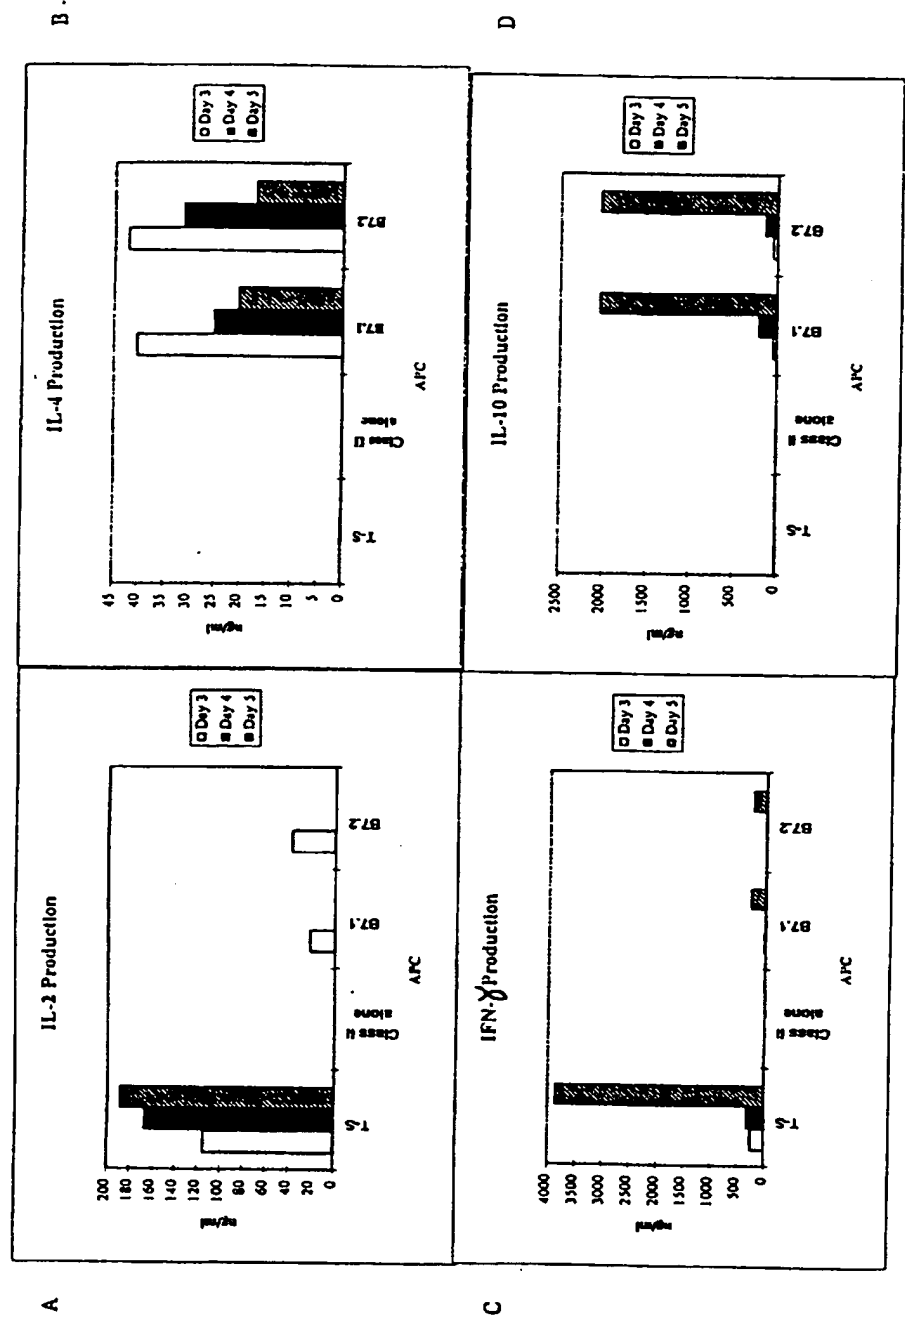 A
IL-2 Production
200
180
160
140
120
100
80
60
40
20
0
ng/ml
T-S
Class II
alone
B7.1
B7.2
APC
Day 3
Day 4
Day 5
B
IL-4 Production
45
40
35
30
25
20
15
10
5
0
ng/ml
T-S
Class II
alone
B7.1
B7.2
APC
Day 3
Day 4
Day 5
C
IFN-γ Production
4000
3500
3000
2500
2000
1500
1000
500
0
ng/ml
T-S
Class II
alone
B7.1
B7.2
APC
Day 3
Day 4
Day 5
D
IL-10 Production
2500
2000
1500
1000
500
0
ng/ml
T-S
Class II
alone
B7.1
B7.2
APC
Day 3
Day 4
Day 5